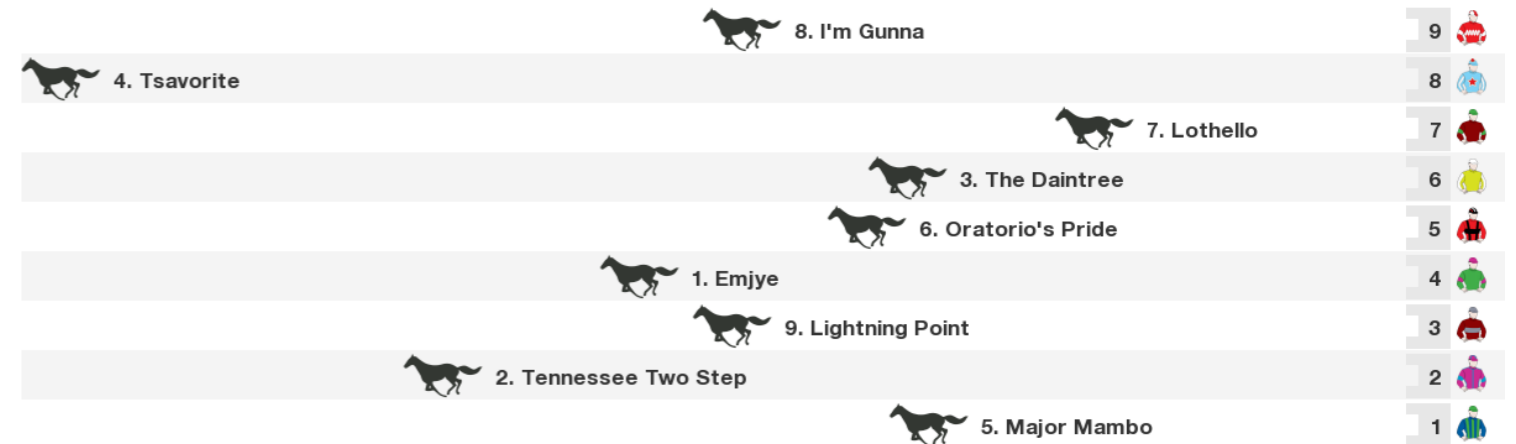 8. I'm Gunna 9
4. Tsavorite 8
7. Lothello 7
3. The Daintree 6
6. Oratorio's Pride 5
1. Emjye 4
9. Lightning Point 3
2. Tennessee Two Step 2
5. Major Mambo 1